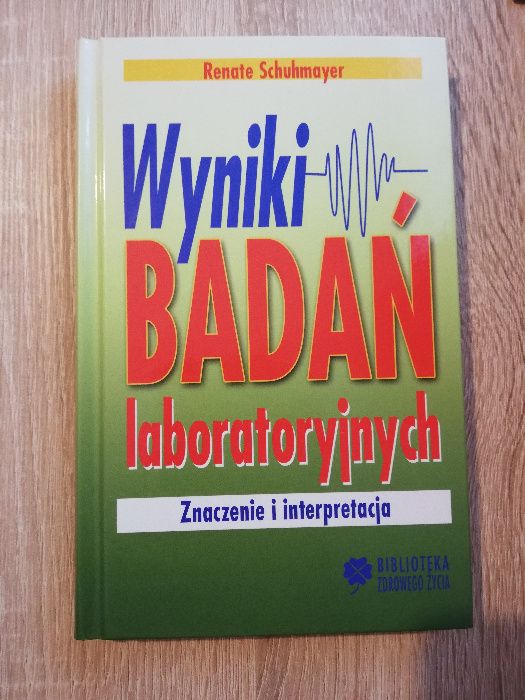 Renate Schuhmayer
Wyniki
BADAŃ
laboratoryjnych
Znaczenie i interpretacja
BIBLIOTEKA
ZDROWEGO ŻYCIA